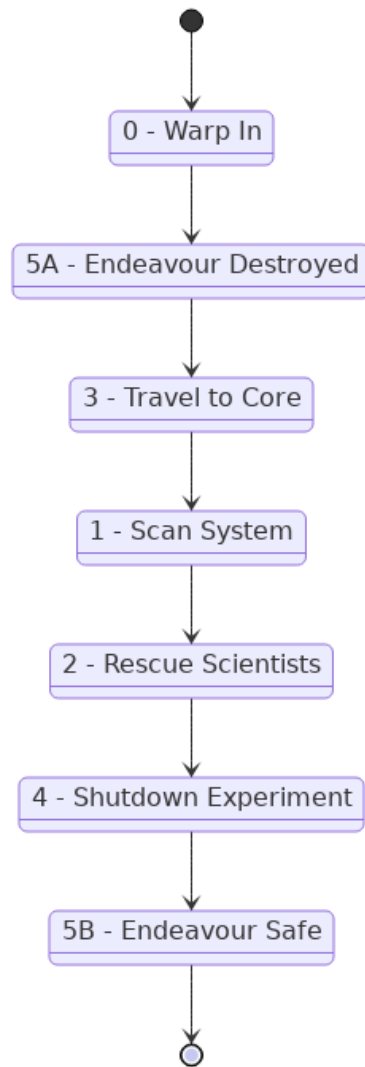 0 - Warp In
5A - Endeavour Destroyed
3 - Travel to Core
1 - Scan System
2 - Rescue Scientists
4 - Shutdown Experiment
5B - Endeavour Safe